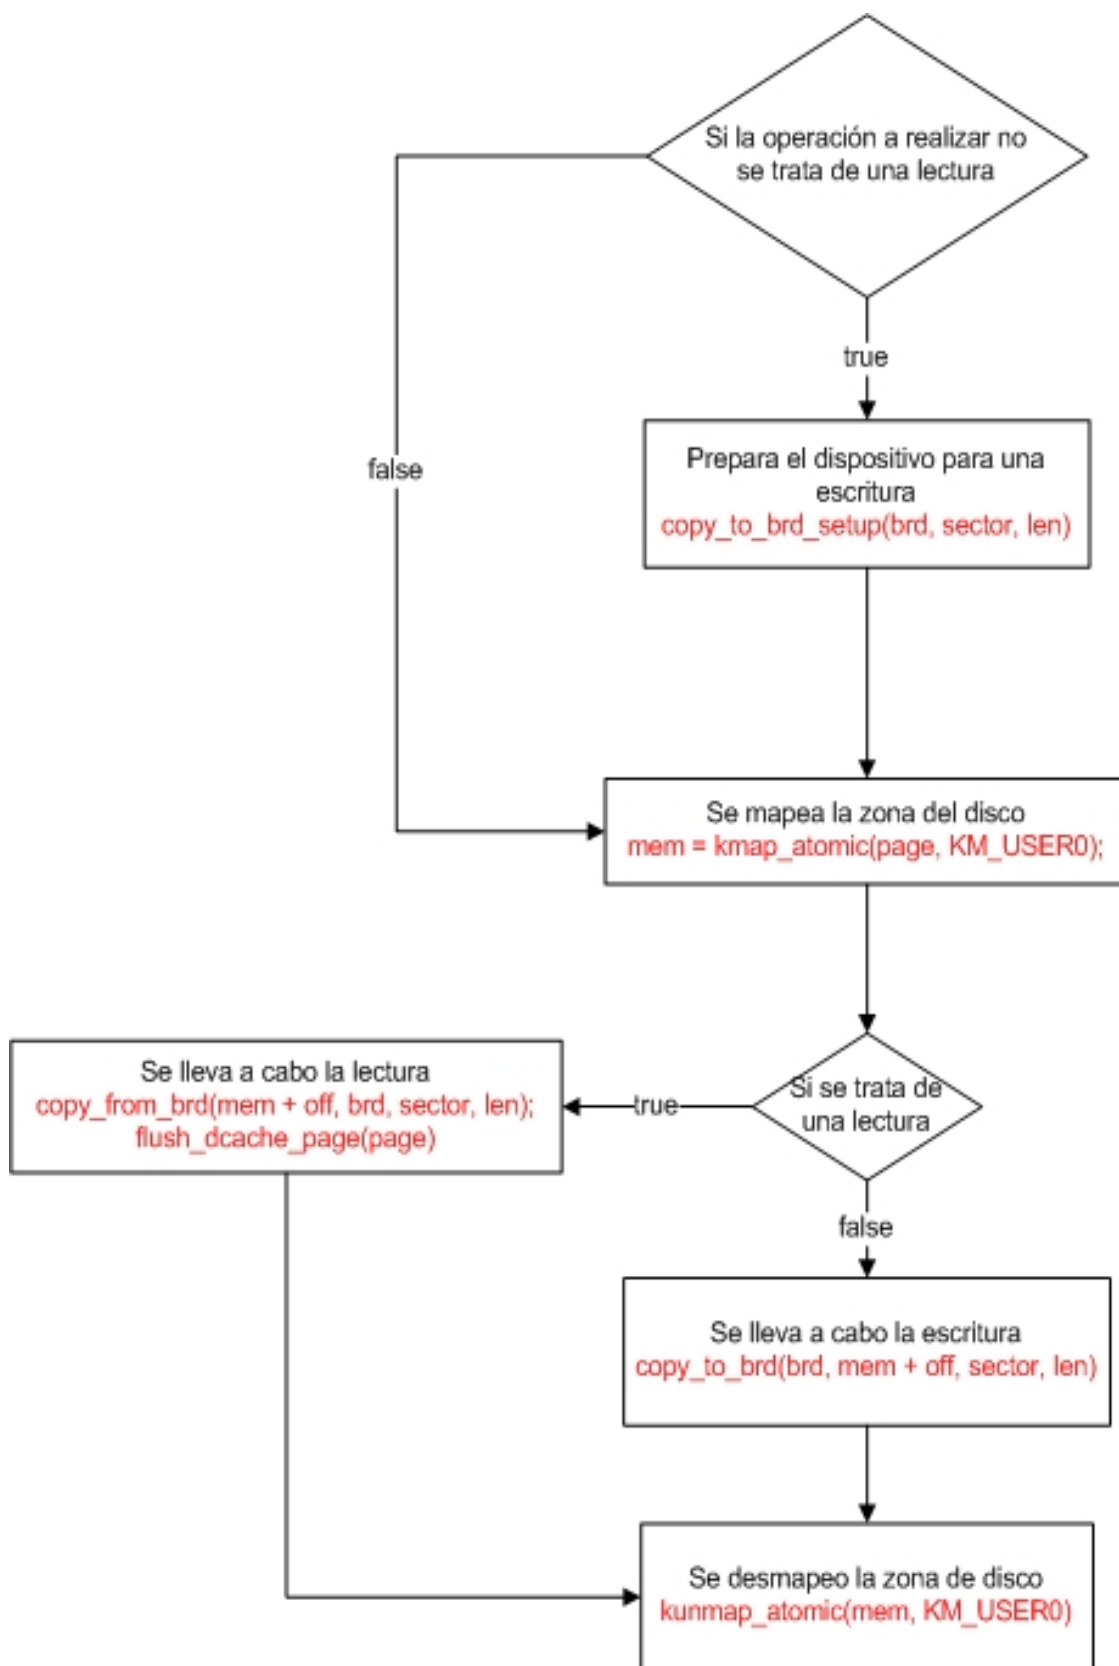 Si la operación a realizar no
se trata de una lectura
true
false
Prepara el dispositivo para una
escritura
copy_to_brd_setup(brd, sector, len)
Se mapea la zona del disco
mem = kmap_atomic(page, KM_USER0);
Si se trata de
una lectura
true
Se lleva a cabo la lectura
copy_from_brd(mem + off, brd, sector, len);
flush_dcache_page(page)
false
Se lleva a cabo la escritura
copy_to_brd(brd, mem + off, sector, len)
Se desmapeo la zona de disco
kunmap_atomic(mem, KM_USER0)